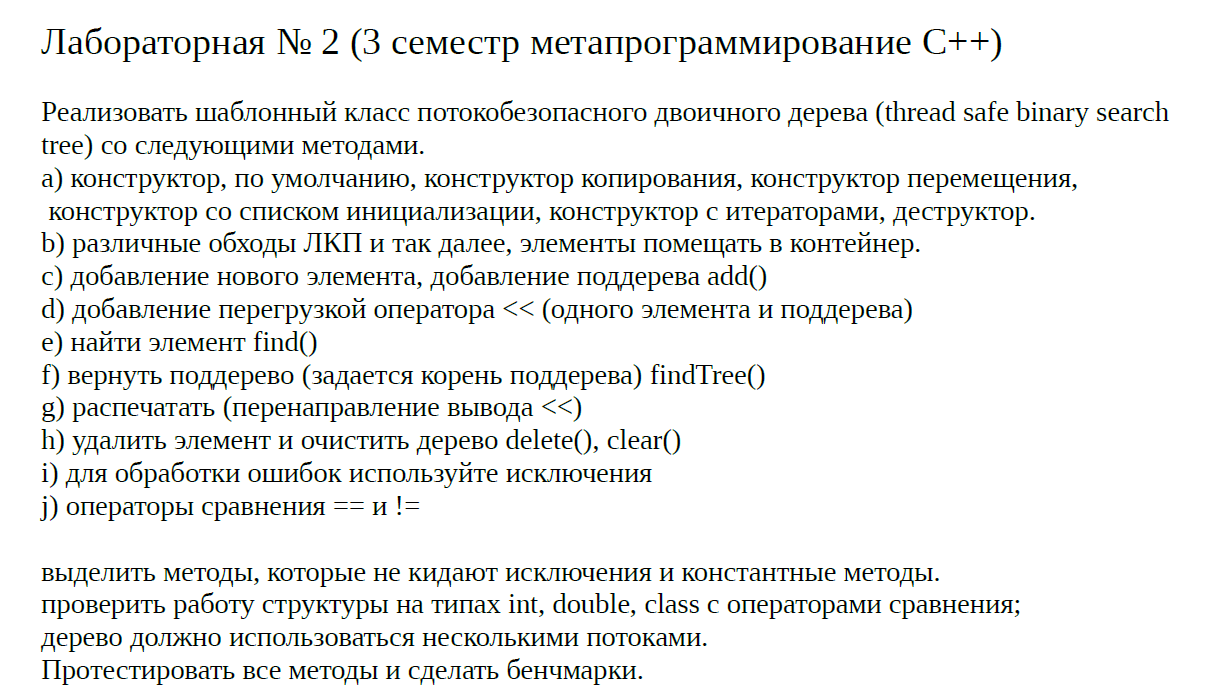 Лабораторная № 2 (3 семестр метапрограммирование С++)
Реализовать шаблонный класс потокобезопасного двоичного дерева (thread safe binary search
tree) со следующими методами.
a) конструктор, по умолчанию, конструктор копирования, конструктор перемещения,
конструктор со списком инициализации, конструктор с итераторами, деструктор.
b) различные обходы ЛКП и так далее, элементы помещать в контейнер.
c) добавление нового элемента, добавление поддерева add()
d) добавление перегрузкой оператора << (одного элемента и поддерева)
e) найти элемент find()
f) вернуть поддерево (задается корень поддерева) findTree()
g) распечатать (перенаправление вывода <<)
h) удалить элемент и очистить дерево delete(), clear()
i) для обработки ошибок используйте исключения
j) операторы сравнения == и !=
выделить методы, которые не кидают исключения и константные методы.
проверить работу структуры на типах int, double, class с операторами сравнения;
дерево должно использоваться несколькими потоками.
Протестировать все методы и сделать бенчмарки.